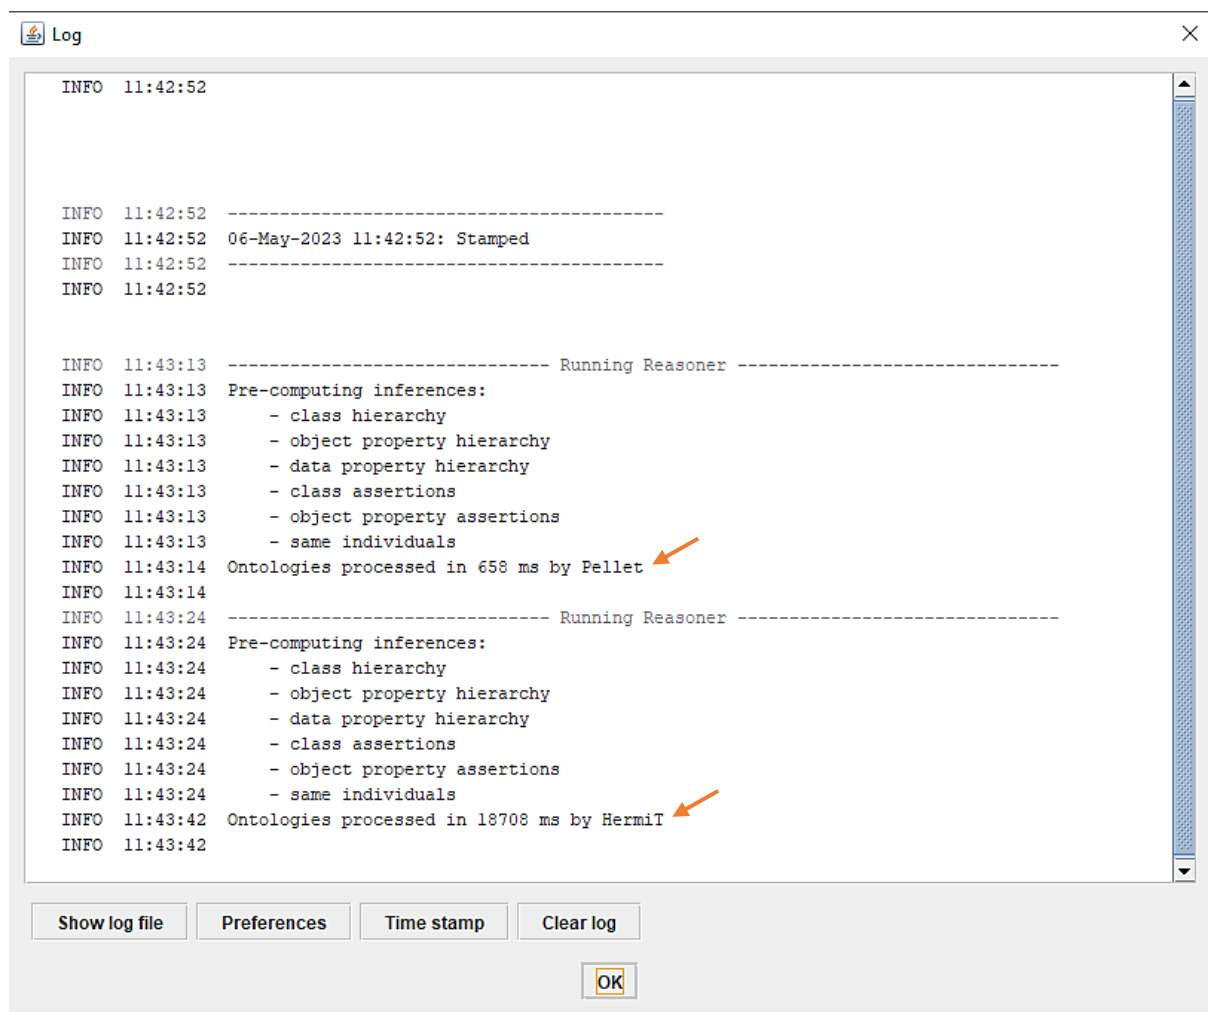 Log
INFO 11:42:52
INFO 11:42:52 ------------------------------------------
INFO 11:42:52 06-May-2023 11:42:52: Stamped
INFO 11:42:52 ------------------------------------------
INFO 11:42:52
INFO 11:43:13 ------------------------------- Running Reasoner -------------------------------
INFO 11:43:13 Pre-computing inferences:
INFO 11:43:13 - class hierarchy
INFO 11:43:13 - object property hierarchy
INFO 11:43:13 - data property hierarchy
INFO 11:43:13 - class assertions
INFO 11:43:13 - object property assertions
INFO 11:43:13 - same individuals
INFO 11:43:14 Ontologies processed in 658 ms by Pellet
INFO 11:43:14
INFO 11:43:24 ------------------------------- Running Reasoner -------------------------------
INFO 11:43:24 Pre-computing inferences:
INFO 11:43:24 - class hierarchy
INFO 11:43:24 - object property hierarchy
INFO 11:43:24 - data property hierarchy
INFO 11:43:24 - class assertions
INFO 11:43:24 - object property assertions
INFO 11:43:24 - same individuals
INFO 11:43:42 Ontologies processed in 18708 ms by HermiT
INFO 11:43:42
Show log file Preferences Time stamp Clear log
OK